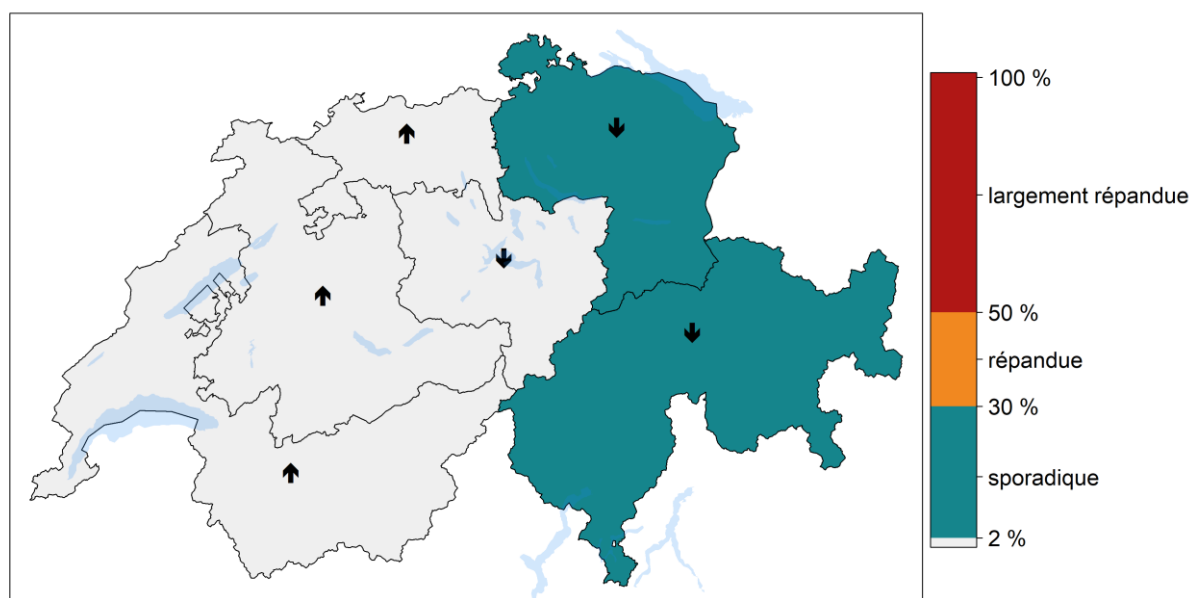 100 %
largement répandue
50 %
répandue
30 %
sporadique
2 %